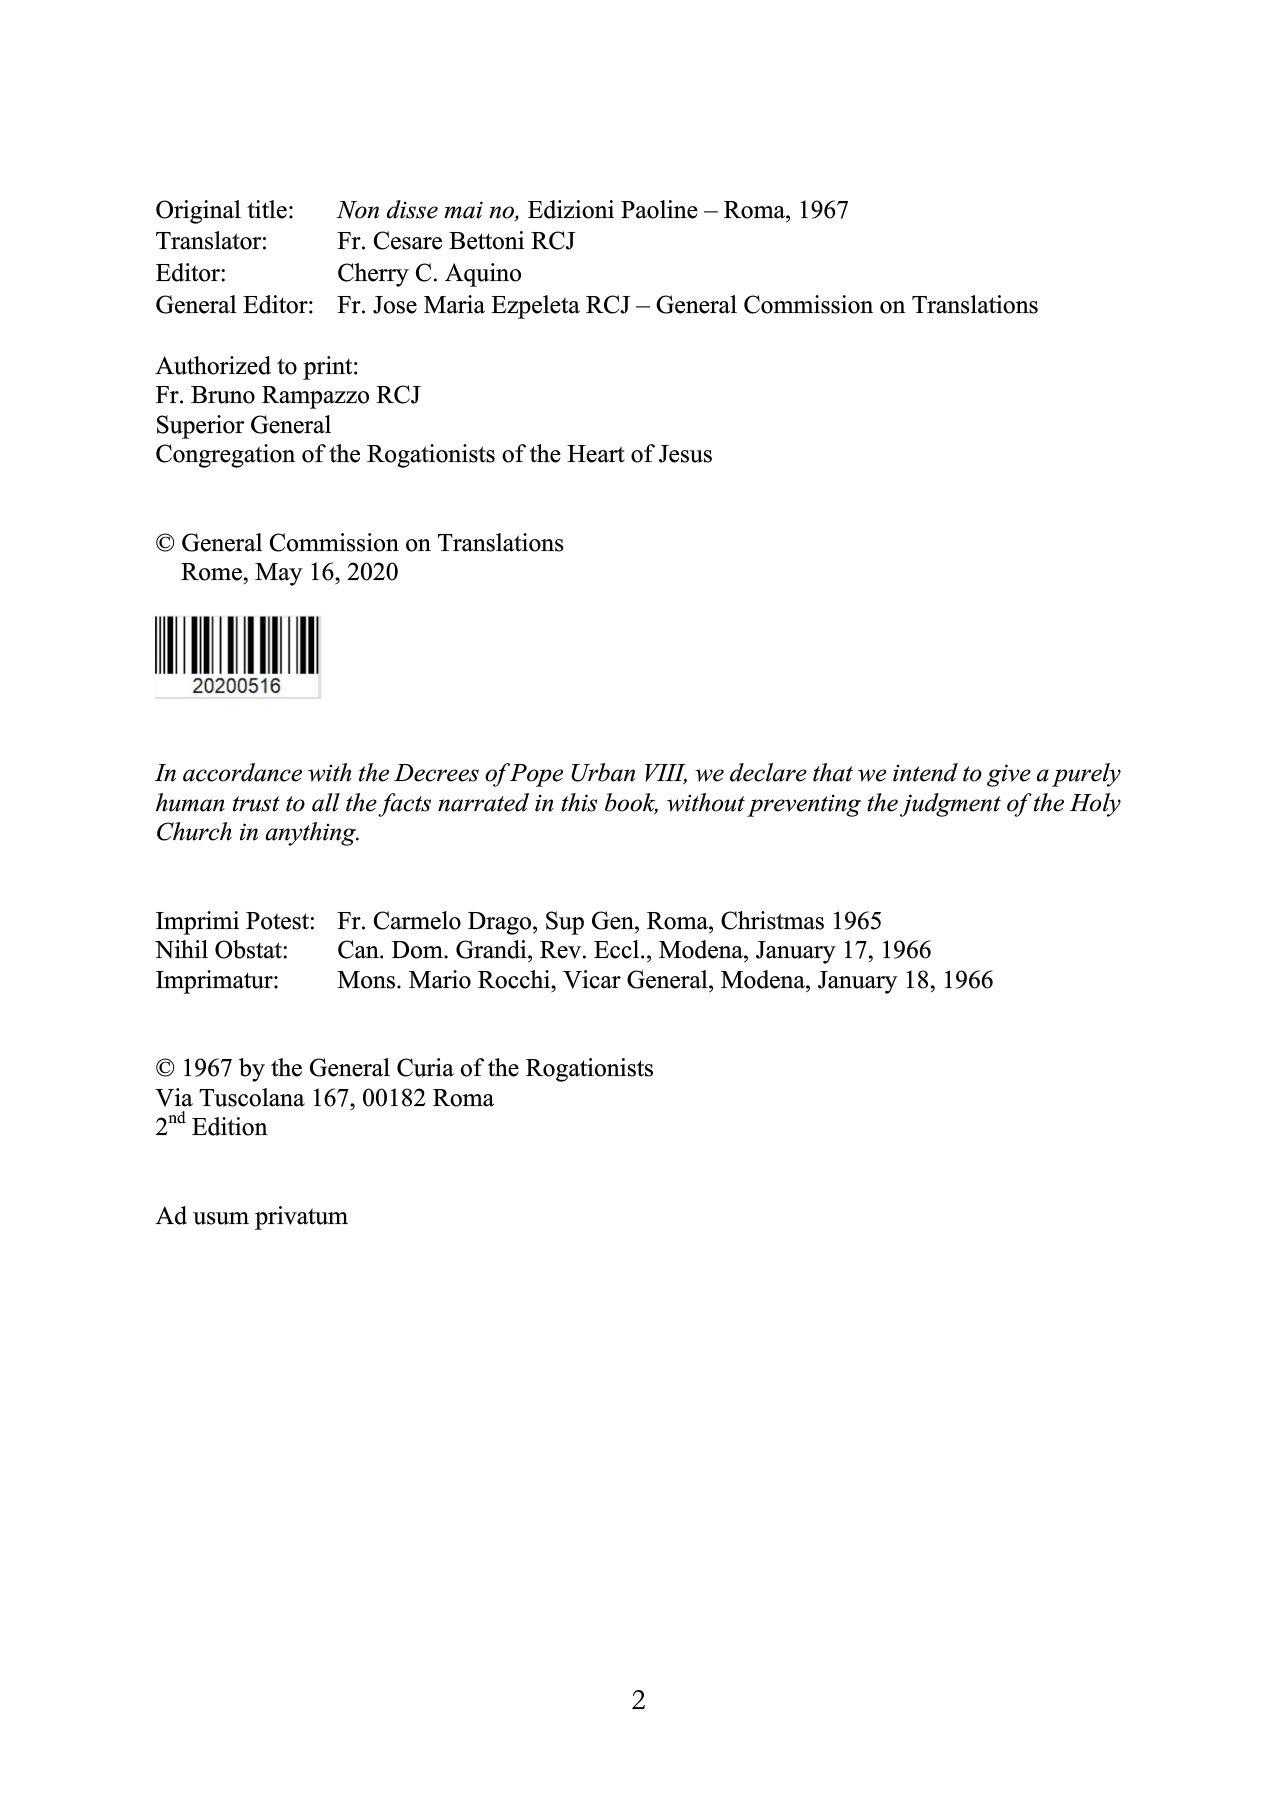 Original title: Non disse mai no, Edizioni Paoline – Roma, 1967
Translator: Fr. Cesare Bettoni RCJ
Editor: Cherry C. Aquino
General Editor: Fr. Jose Maria Ezpeleta RCJ – General Commission on Translations
Authorized to print:
Fr. Bruno Rampazzo RCJ
Superior General
Congregation of the Rogationists of the Heart of Jesus
© General Commission on Translations
Rome, May 16, 2020
20200516
In accordance with the Decrees of Pope Urban VIII, we declare that we intend to give a purely
human trust to all the facts narrated in this book, without preventing the judgment of the Holy
Church in anything.
Imprimi Potest: Fr. Carmelo Drago, Sup Gen, Roma, Christmas 1965
Nihil Obstat: Can. Dom. Grandi, Rev. Eccl., Modena, January 17, 1966
Imprimatur: Mons. Mario Rocchi, Vicar General, Modena, January 18, 1966
© 1967 by the General Curia of the Rogationists
Via Tuscolana 167, 00182 Roma
2nd Edition
Ad usum privatum
2